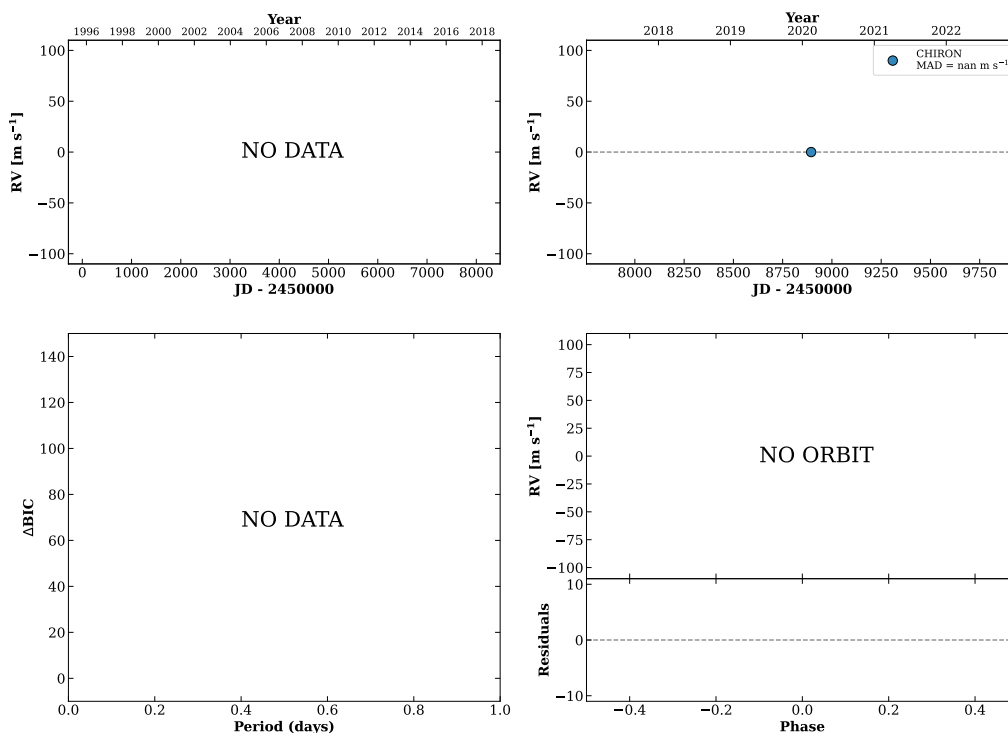 Year
1996 1998 2000 2002 2004 2006 2008 2010 2012 2014 2016 2018
100
50
0
−50
−100
RV [m s⁻¹]
NO DATA
0 1000 2000 3000 4000 5000 6000 7000 8000
JD - 2450000
Year
2018 2019 2020 2021 2022
100
50
0
−50
−100
RV [m s⁻¹]
CHIRON
MAD = nan m s⁻¹
8000 8250 8500 8750 9000 9250 9500 9750
JD - 2450000
140
120
100
80
60
40
20
0
ΔBIC
NO DATA
0.0 0.2 0.4 0.6 0.8 1.0
Period (days)
100
75
50
25
0
−25
−50
−75
−100
RV [m s⁻¹]
NO ORBIT
10
0
−10
Residuals
−0.4 −0.2 0.0 0.2 0.4
Phase